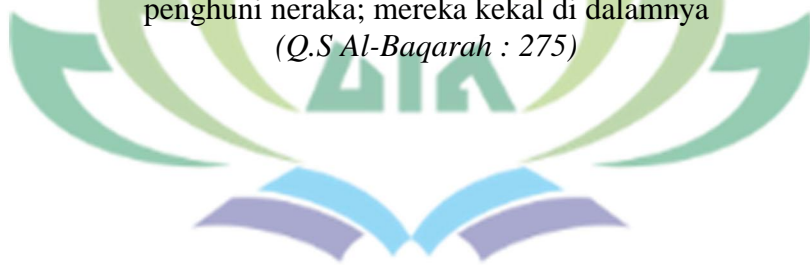 penghuni neraka; mereka kekal di dalamnya
(Q.S Al-Baqarah : 275)